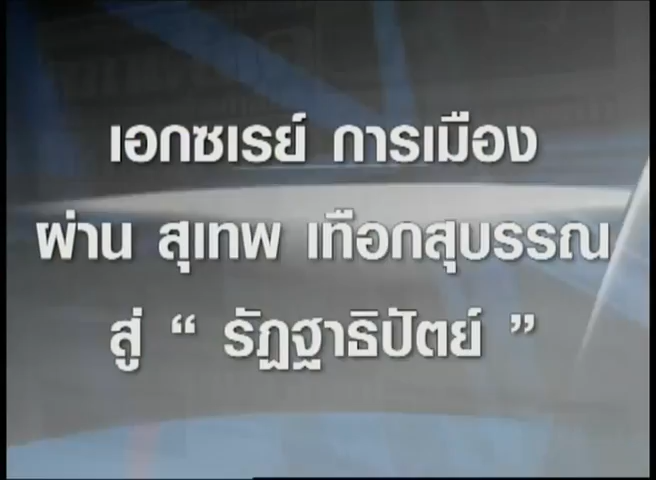 เอกซเรย์ การเมือง
ผ่าน สุเทพ เทือกสุบรรณ
สู่ “ รัฏฐาธิปัตย์ ”